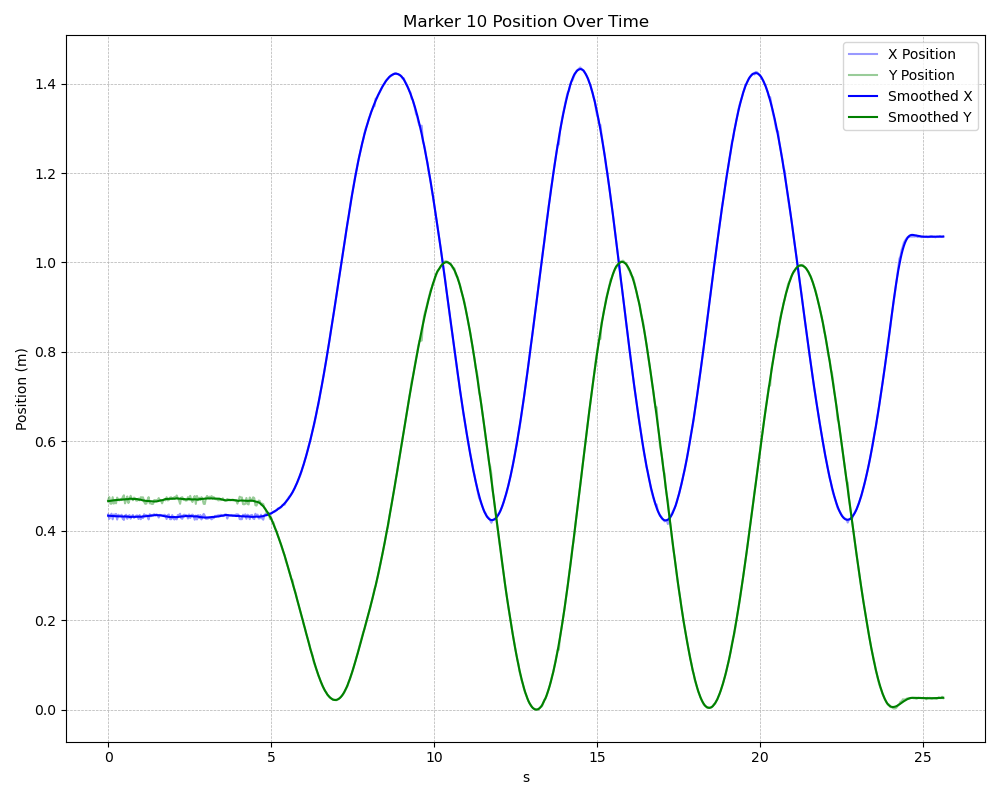 Marker 10 Position Over Time
X Position
Y Position
Smoothed X
Smoothed Y
Position (m)
1.4
1.2
1.0
0.8
0.6
0.4
0.2
0.0
0 5 10 15 20 25
s